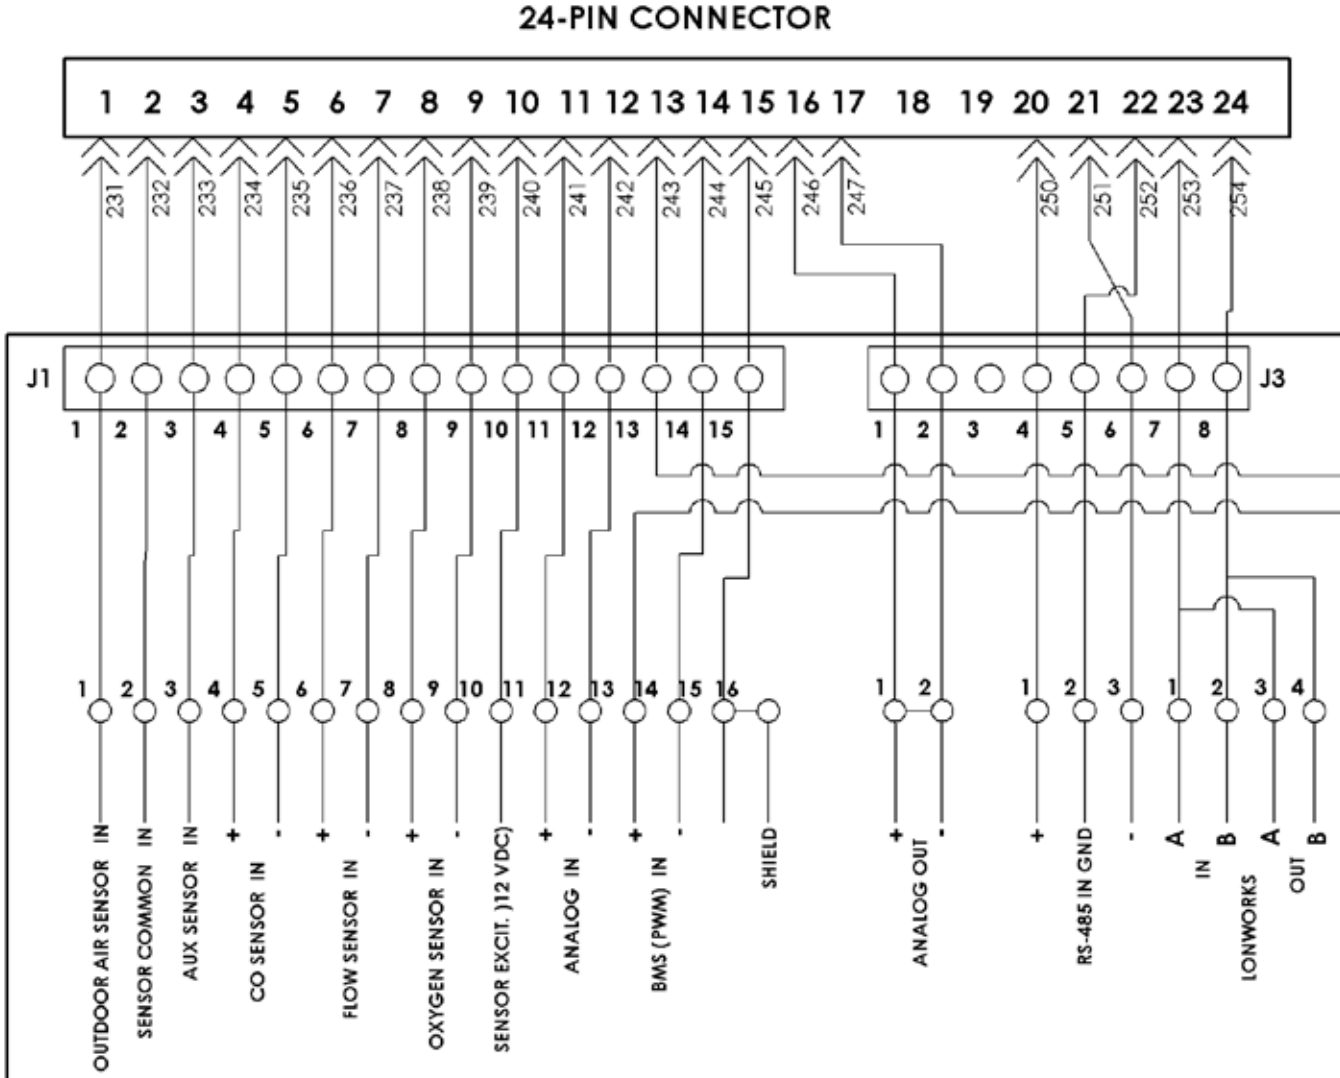 24-PIN CONNECTOR
1 2 3 4 5 6 7 8 9 10 11 12 13 14 15 16 17 18 19 20 21 22 23 24
231 232 233 234 235 236 237 238 239 240 241 242 243 244 245 246 247 250 251 252 253 254
J1 J3
1 2 3 4 5 6 7 8 9 10 11 12 13 14 15 1 2 3 4 5 6 7 8
1 2 3 4 5 6 7 8 9 10 11 12 13 14 15 16 1 2 1 2 3 1 2 3 4
+ - + - + - + - + - + - + - A B A B
OUTDOOR AIR SENSOR IN
SENSOR COMMON IN
AUX SENSOR IN
CO SENSOR IN
FLOW SENSOR IN
OXYGEN SENSOR IN
SENSOR EXCIT. )12 VDC)
ANALOG IN
BMS (PWM) IN
SHIELD
ANALOG OUT
RS-485 IN GND
IN
LONWORKS
OUT